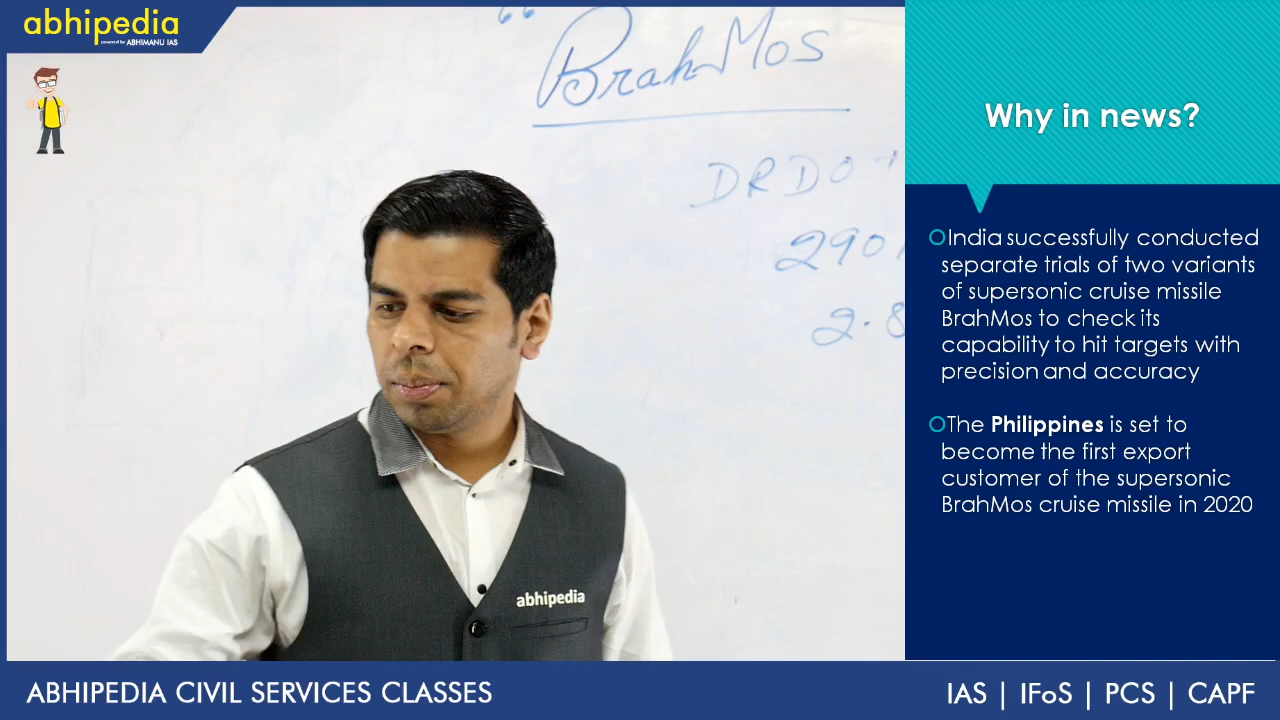 abhipedia
powered by ABHIMANU IAS
“ BrahMos
DRDO +
290
2.8
abhipedia
Why in news?
India successfully conducted
separate trials of two variants
of supersonic cruise missile
BrahMos to check its
capability to hit targets with
precision and accuracy
The Philippines is set to
become the first export
customer of the supersonic
BrahMos cruise missile in 2020
ABHIPEDIA CIVIL SERVICES CLASSES
IAS | IFoS | PCS | CAPF